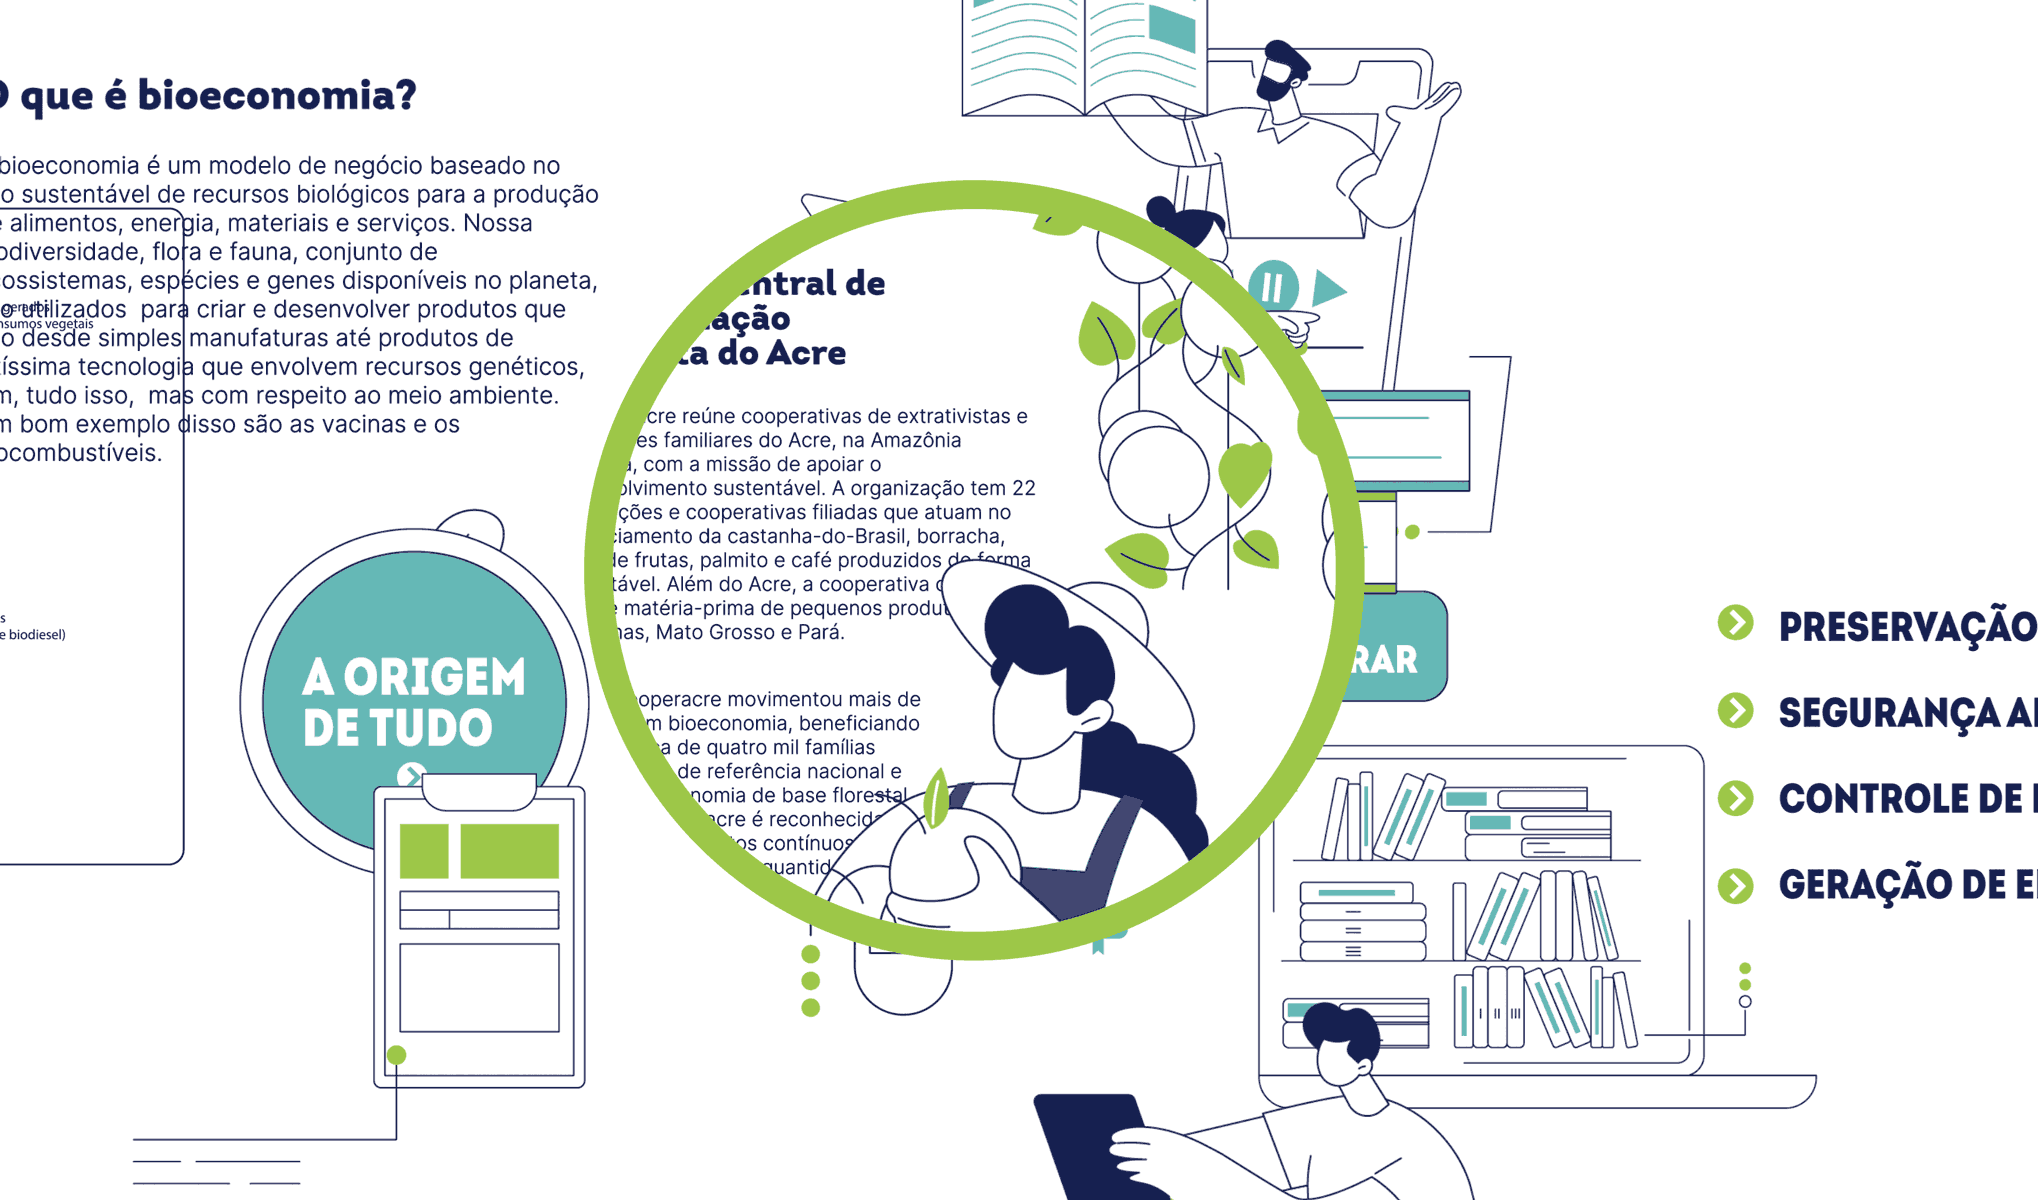 que é bioeconomia?
bioeconomia é um modelo de negócio baseado no
o sustentável de recursos biológicos para a produção
alimentos, energia, materiais e serviços. Nossa
odiversidade, flora e fauna, conjunto de
ossistemas, espécies e genes disponíveis no planeta,
o utilizados para criar e desenvolver produtos que
o desde simples manufaturas até produtos de
íssima tecnologia que envolvem recursos genéticos,
m, tudo isso, mas com respeito ao meio ambiente.
m bom exemplo disso são as vacinas e os
ocombustíveis.
gerados
nsumos vegetais
s
e biodiesel)
A ORIGEM
DE TUDO
ntral de
ação
ta do Acre
cre reúne cooperativas de extrativistas e
es familiares do Acre, na Amazônia
, com a missão de apoiar o
olvimento sustentável. A organização tem 22
ções e cooperativas filiadas que atuam no
ciamento da castanha-do-Brasil, borracha,
de frutas, palmito e café produzidos de forma
tável. Além do Acre, a cooperativa
matéria-prima de pequenos produt
nas, Mato Grosso e Pará.
operacre movimentou mais de
m bioeconomia, beneficiando
a de quatro mil famílias
de referência nacional e
nomia de base florestal
acre é reconhecida
os contínuos
quantid
RAR
PRESERVAÇÃO
SEGURANÇA AL
CONTROLE DE
GERAÇÃO DE E
I II III